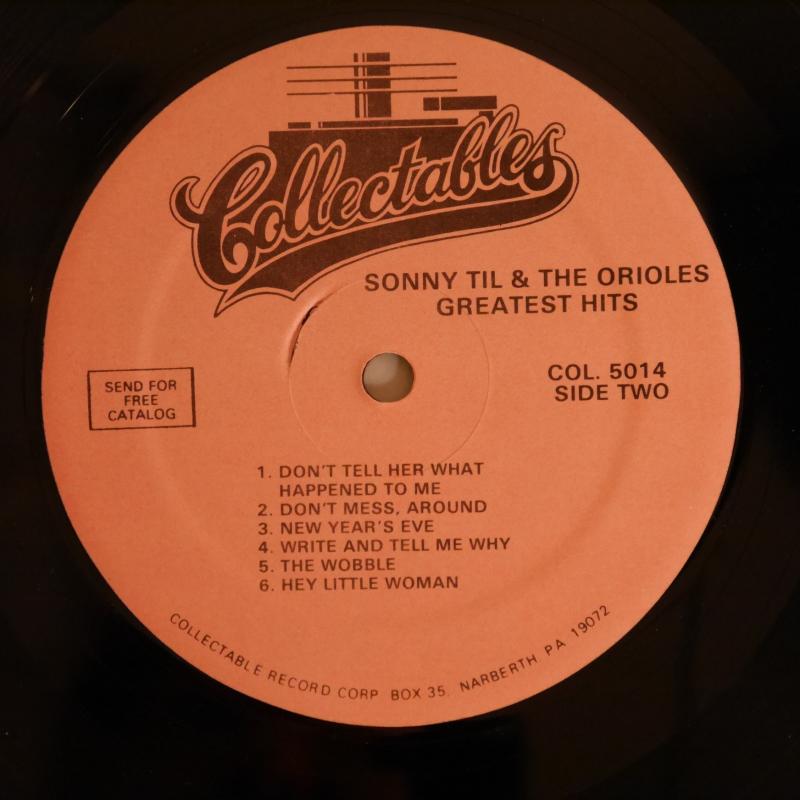 Collectables
SONNY TIL & THE ORIOLES
GREATEST HITS
COL. 5014
SIDE TWO
SEND FOR
FREE
CATALOG
1. DON'T TELL HER WHAT
HAPPENED TO ME
2. DON'T MESS, AROUND
3. NEW YEAR'S EVE
4. WRITE AND TELL ME WHY
5. THE WOBBLE
6. HEY LITTLE WOMAN
COLLECTABLE RECORD CORP BOX 35. NARBERTH PA 19072